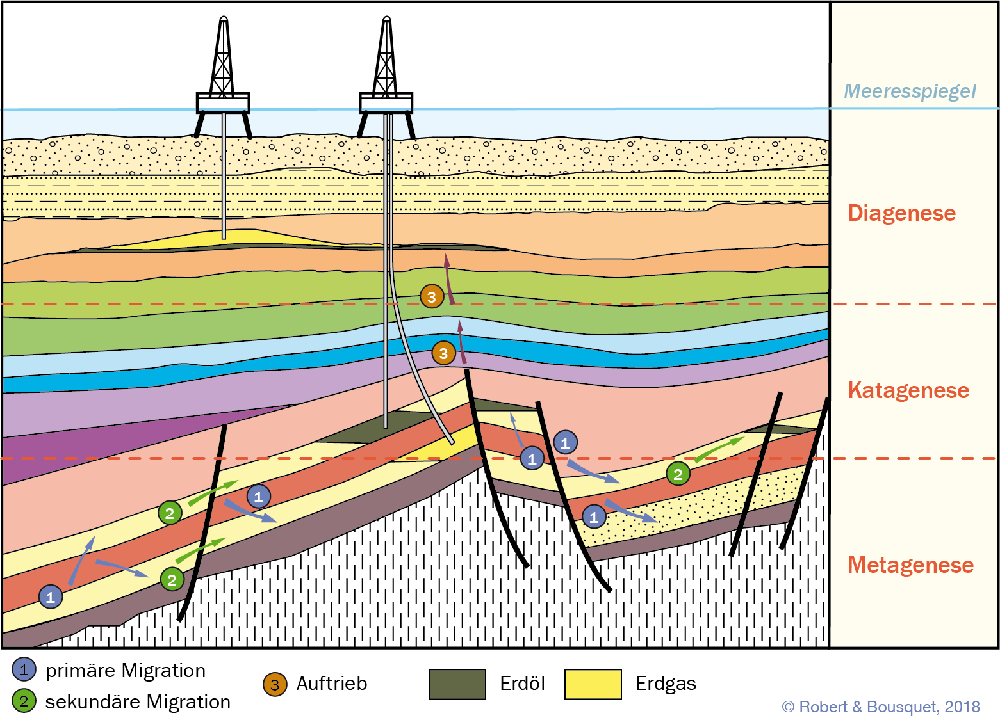 Meeresspiegel
Diagenese
3
Katagenese
3
1
1
2
1
2
1
2
1
Metagenese
1 primäre Migration
2 sekundäre Migration
3 Auftrieb
Erdöl
Erdgas
© Robert & Bousquet, 2018